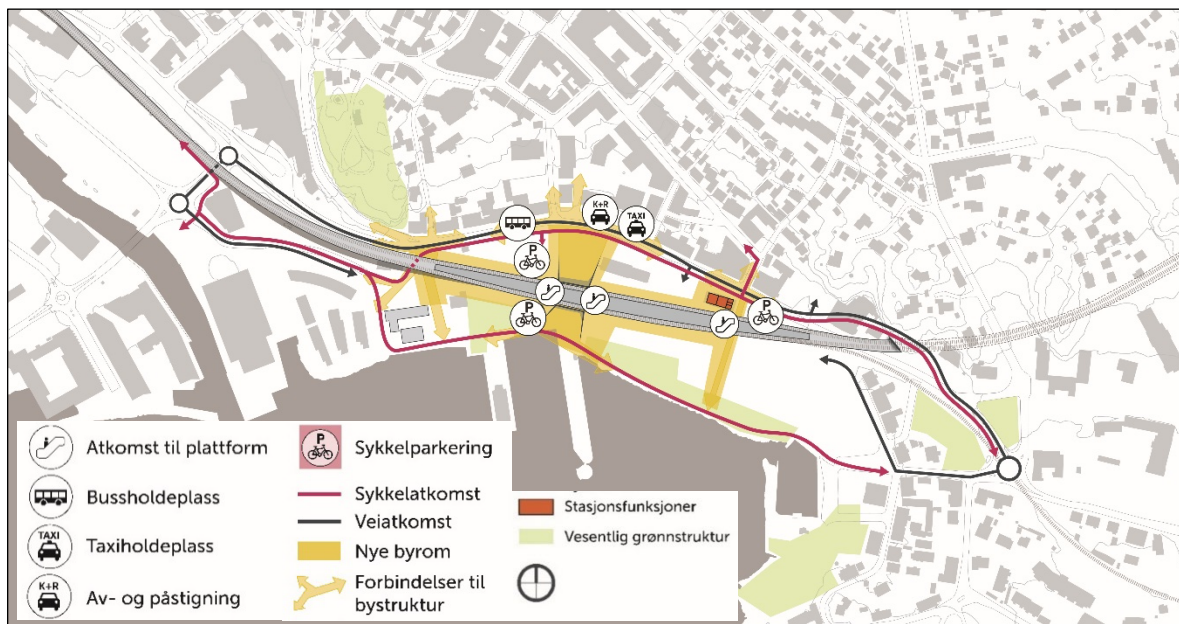 K+R
TAXI
P
P
P
Atkomst til plattform
Bussholdeplass
TAXI
Taxiholdeplass
K+R
Av- og påstigning
P
Sykkelparkering
Sykkelatkomst
Veiatkomst
Nye byrom
Forbindelser til
bystruktur
Stasjonsfunksjoner
Vesentlig grønnstruktur